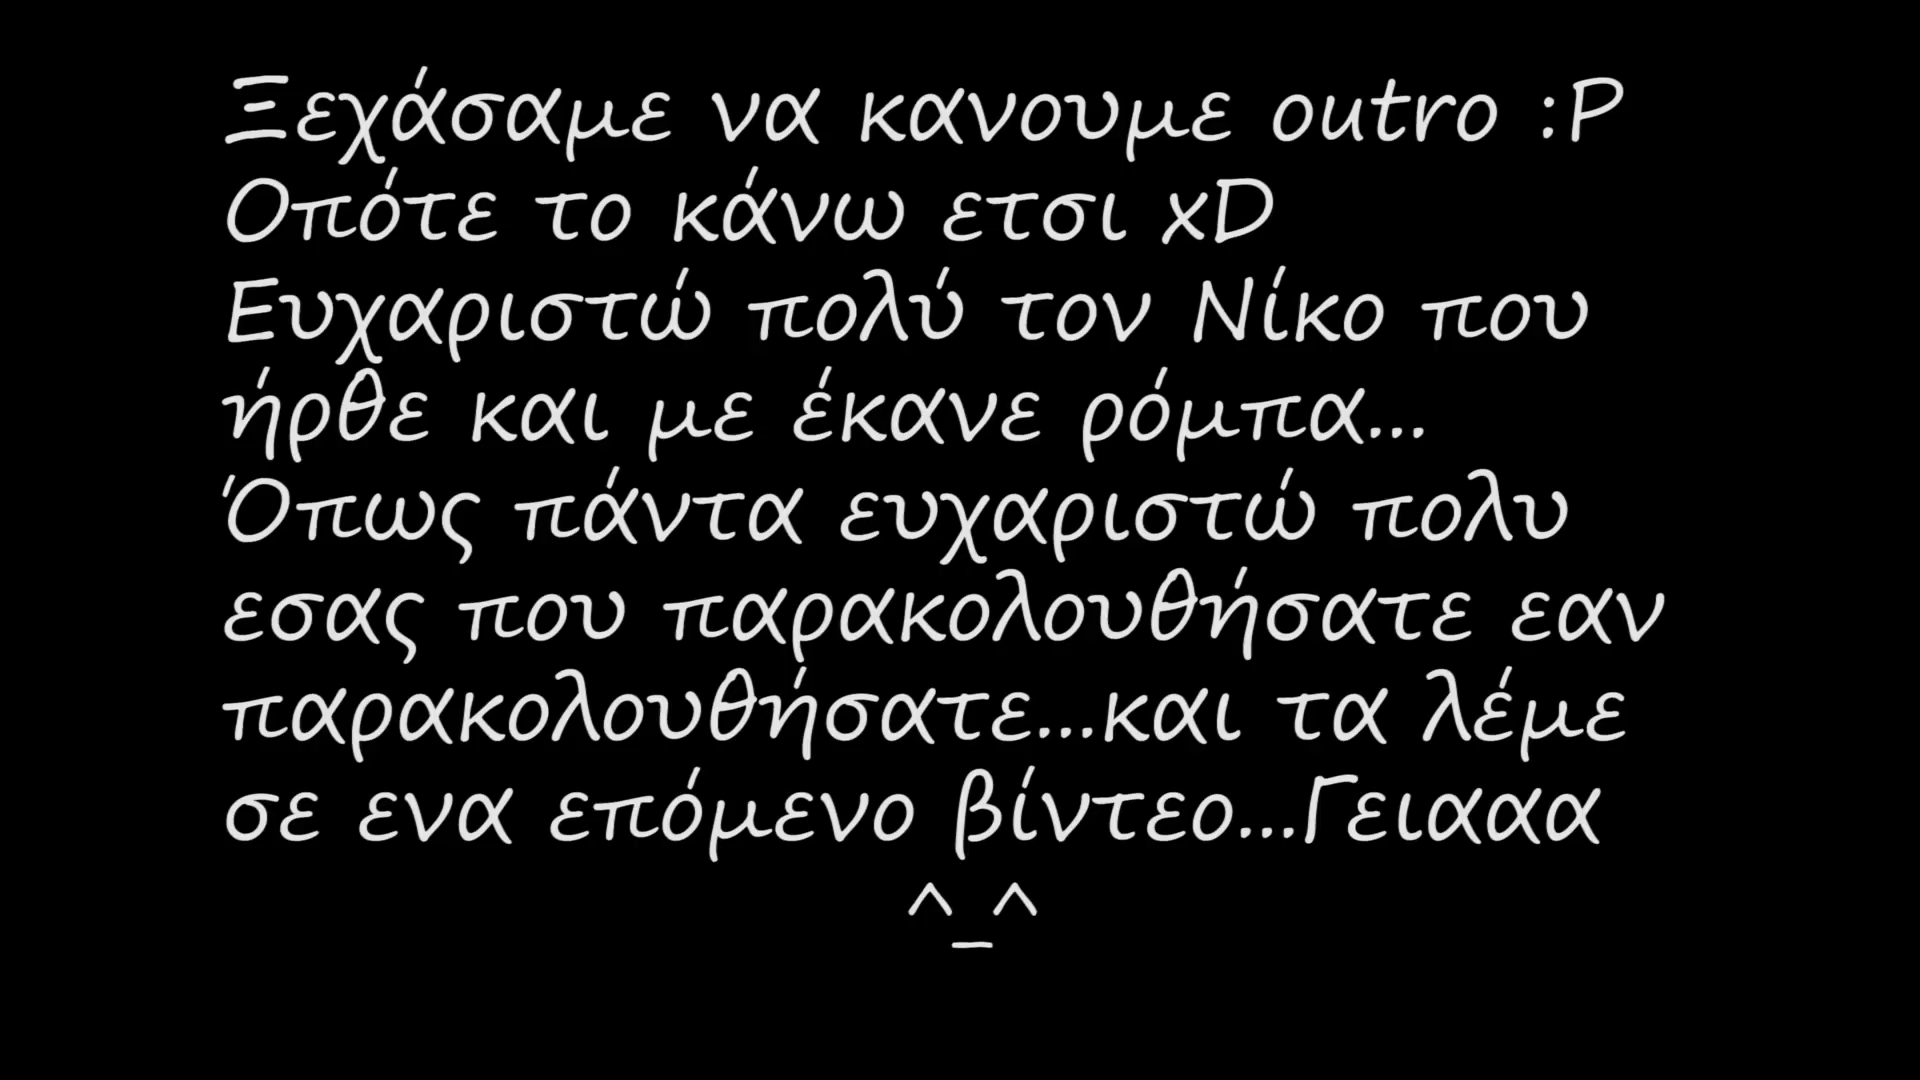 Ξεχάσαμε να κανουμε outro :P
Οπότε το κάνω ετσι xD
Ευχαριστώ πολύ τον Νίκο που
ήρθε και με έκανε ρόμπα...
Όπως πάντα ευχαριστώ πολυ
εσας που παρακολουθήσατε εαν
παρακολουθήσατε...και τα λέμε
σε ενα επόμενο βίντεο...Γειααα
^_^